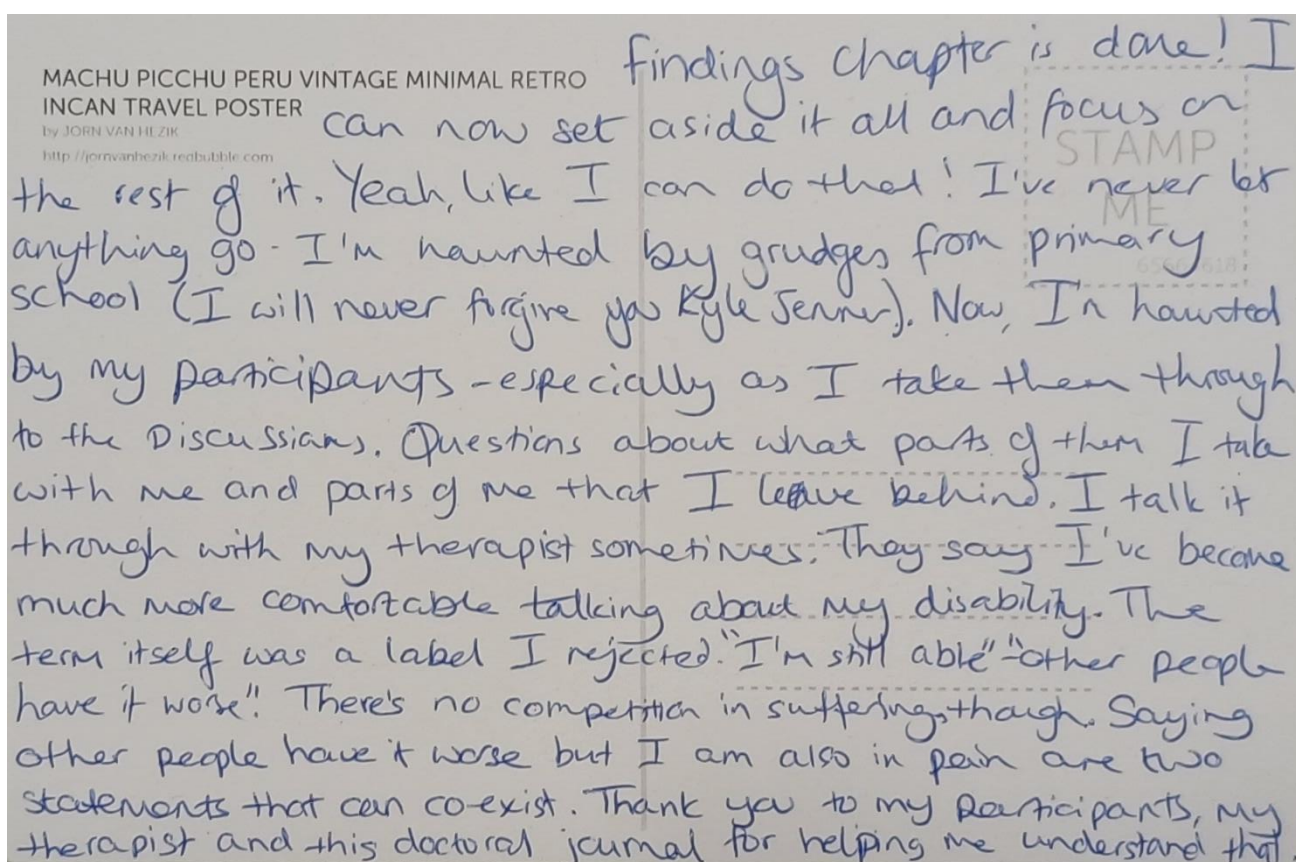 findings chapter is done! I
MACHU PICCHU PERU VINTAGE MINIMAL RETRO
INCAN TRAVEL POSTER
by JORN VAN HEZIK
http://jornvanhezik.redbubble.com
can now set aside it all and focus on
STAMP
ME
the rest of it. Yeah, like I can do that! I've never let
anything go - I'm haunted by grudges from primary
school (I will never forgive you Kyle Jenner). Now, I'm haunted
by my participants - especially as I take them through
to the Discussions. Questions about what parts of them I take
with me and parts of me that I leave behind. I talk it
through with my therapist sometimes. They say I've become
much more comfortable talking about my disability. The
term itself was a label I rejected. "I'm still able" - "other people
have it worse". There's no competition in suffering, though. Saying
other people have it worse but I am also in pain are two
statements that can co-exist. Thank you to my participants, my
therapist and this doctoral journal for helping me understand that.